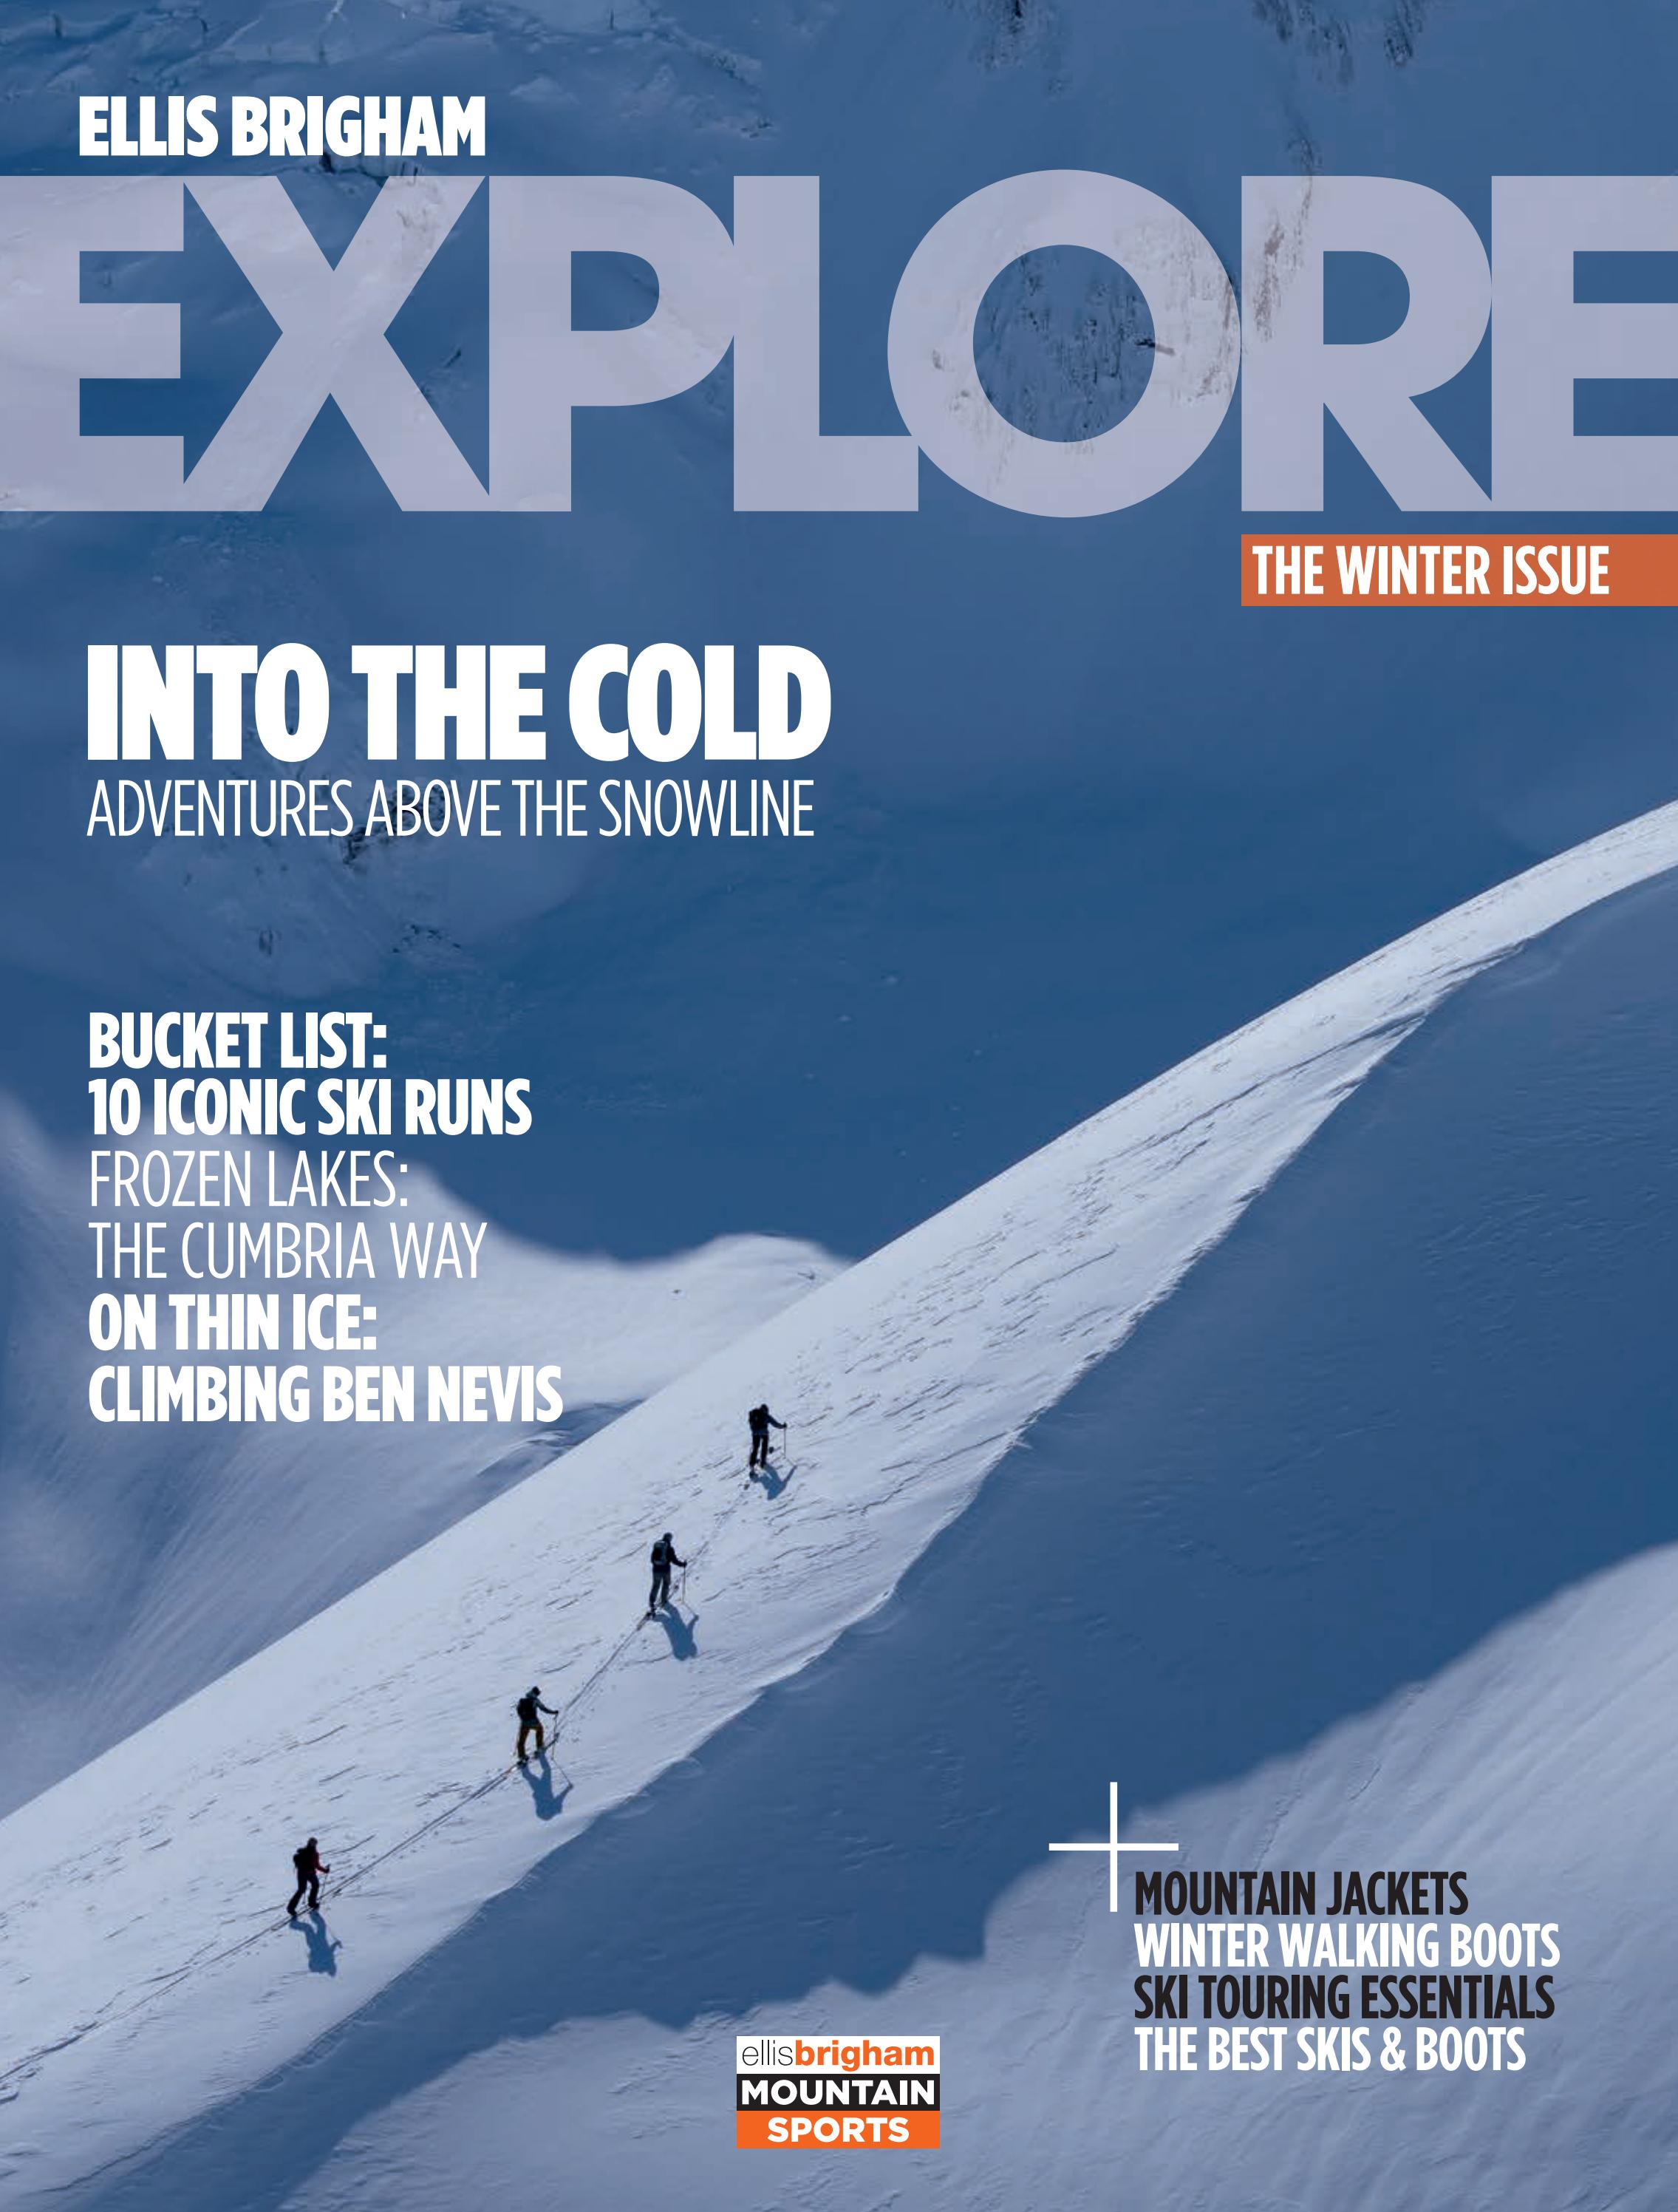 ELLIS BRIGHAM
EXPLORE
THE WINTER ISSUE
INTO THE COLD
ADVENTURES ABOVE THE SNOWLINE
BUCKET LIST:
10 ICONIC SKI RUNS
FROZEN LAKES:
THE CUMBRIA WAY
ON THIN ICE:
CLIMBING BEN NEVIS
MOUNTAIN JACKETS
WINTER WALKING BOOTS
SKI TOURING ESSENTIALS
THE BEST SKIS & BOOTS
ellisbrigham
MOUNTAIN
SPORTS